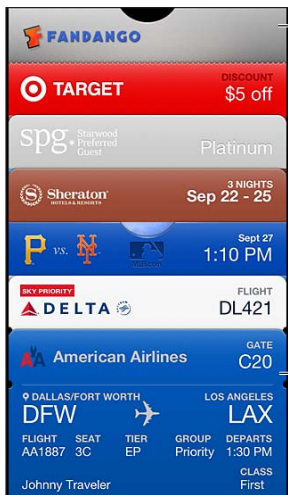 FANDANGO
TARGET
DISCOUNT
$5 off
spg.
Starwood
Preferred
Guest
Platinum
S
Sheraton
HOTELS & RESORTS
3 NIGHTS
Sep 22 - 25
P vs. NY
Sept 27
1:10 PM
SKY PRIORITY
DELTA
FLIGHT
DL421
AA American Airlines
GATE
C20
DALLAS/FORT WORTH
LOS ANGELES
DFW
LAX
FLIGHT SEAT TIER GROUP DEPARTS
AA1887 3C EP Priority 1:30 PM
CLASS
Johnny Traveler First